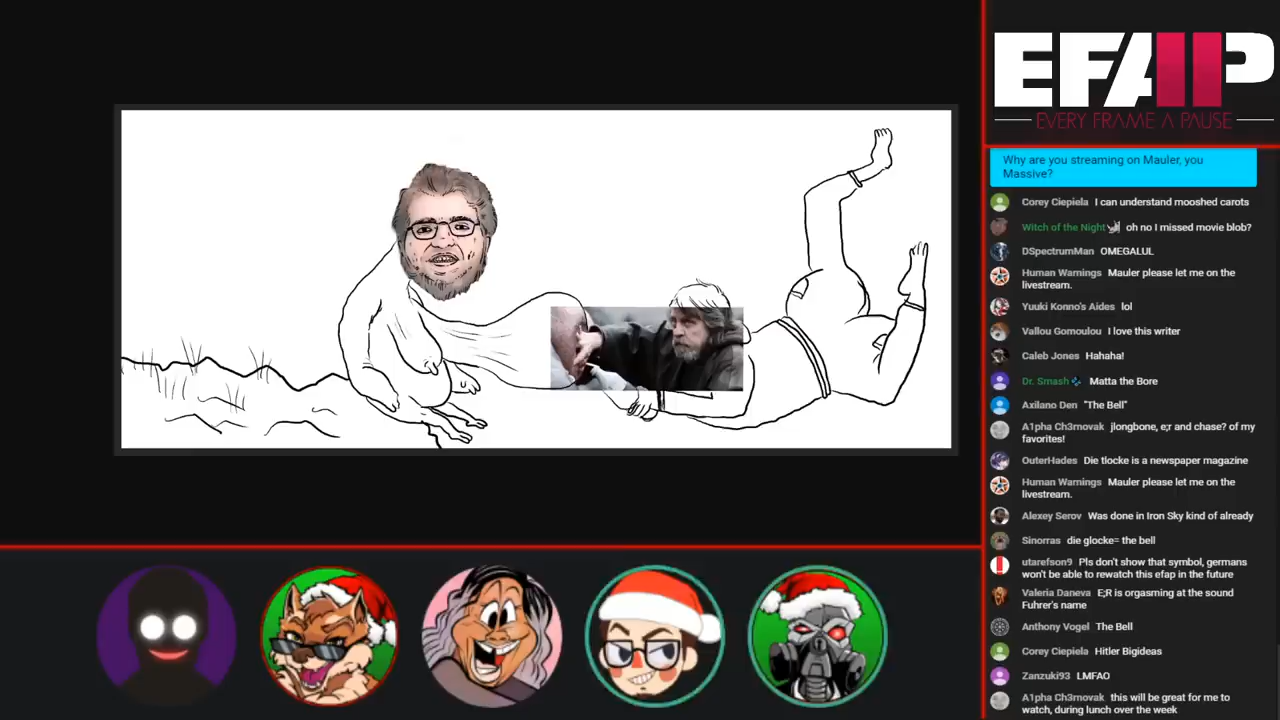 EFAP
EVERY FRAME A PAUSE
Why are you streaming on Mauler, you
Massive?
Corey Ciepiela I can understand mooshed carots
Witch of the Night oh no I missed movie blob?
DSpectrumMan OMEGALUL
Human Warnings Mauler please let me on the
livestream.
Yuuki Konno's Aides lol
Vallou Gomoulou I love this writer
Caleb Jones Hahaha!
Dr. Smash Matta the Bore
Axilano Den "The Bell"
A1pha Ch3movak jlongbone, e;r and chase? of my
favorites!
OuterHades Die tlocke is a newspaper magazine
Human Warnings Mauler please let me on the
livestream.
Alexey Serov Was done in Iron Sky kind of already
Sinorras die glocke= the bell
utarefson9 Pls don't show that symbol, germans
won't be able to rewatch this efap in the future
Valeria Daneva E;R is orgasming at the sound
Fuhrer's name
Anthony Vogel The Bell
Corey Ciepiela Hitler Bigideas
Zanzuki93 LMFAO
A1pha Ch3movak this will be great for me to
watch, during lunch over the week